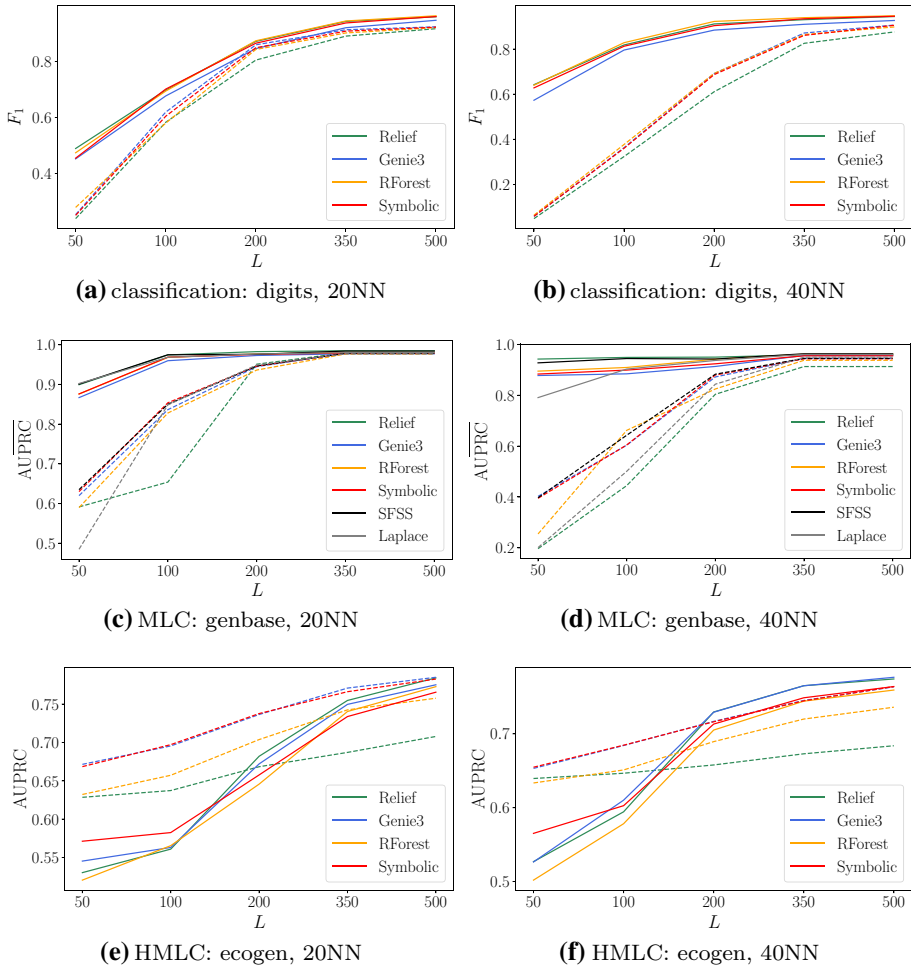 F1
0.8
0.6
0.4
50
100
200
350
500
L
Relief
Genie3
RForest
Symbolic
(a) classification: digits, 20NN
F1
0.8
0.6
0.4
0.2
50
100
200
350
500
L
Relief
Genie3
RForest
Symbolic
(b) classification: digits, 40NN
AUPRC
1.0
0.9
0.8
0.7
0.6
0.5
50
100
200
350
500
L
Relief
Genie3
RForest
Symbolic
SFSS
Laplace
(c) MLC: genbase, 20NN
AUPRC
1.0
0.8
0.6
0.4
0.2
50
100
200
350
500
L
Relief
Genie3
RForest
Symbolic
SFSS
Laplace
(d) MLC: genbase, 40NN
AUPRC
0.75
0.70
0.65
0.60
0.55
50
100
200
350
500
L
Relief
Genie3
RForest
Symbolic
(e) HMLC: ecogen, 20NN
AUPRC
0.7
0.6
0.5
50
100
200
350
500
L
Relief
Genie3
RForest
Symbolic
(f) HMLC: ecogen, 40NN